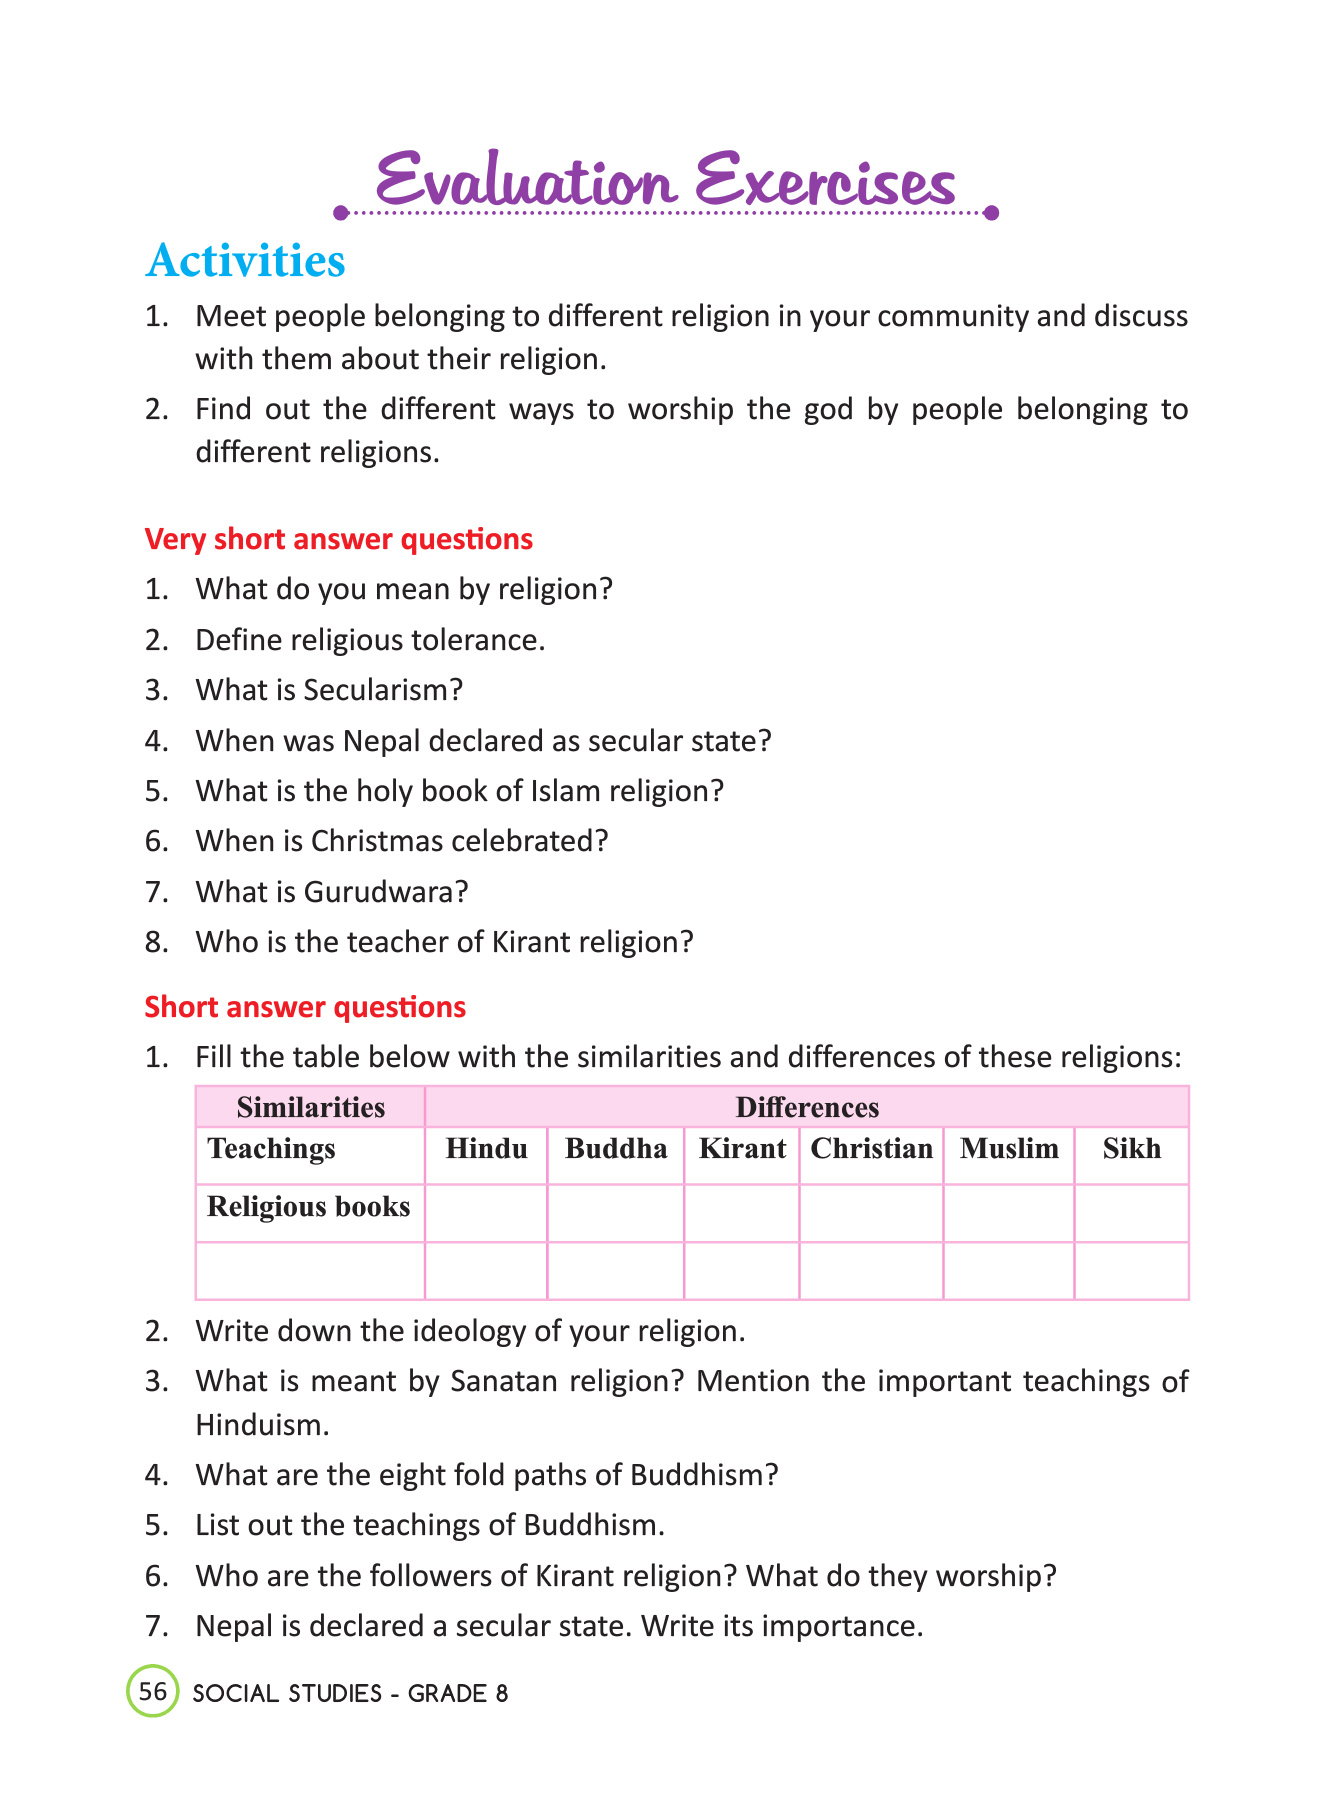 Evaluation Exercises
Activities
1. Meet people belonging to different religion in your community and discuss
with them about their religion.
2. Find out the different ways to worship the god by people belonging to
different religions.
Very short answer questions
1. What do you mean by religion?
2. Define religious tolerance.
3. What is Secularism?
4. When was Nepal declared as secular state?
5. What is the holy book of Islam religion?
6. When is Christmas celebrated?
7. What is Gurudwara?
8. Who is the teacher of Kirant religion?
Short answer questions
1. Fill the table below with the similarities and differences of these religions:
Similarities Differences
Teachings Hindu Buddha Kirant Christian Muslim Sikh
Religious books
2. Write down the ideology of your religion.
3. What is meant by Sanatan religion? Mention the important teachings of
Hinduism.
4. What are the eight fold paths of Buddhism?
5. List out the teachings of Buddhism.
6. Who are the followers of Kirant religion? What do they worship?
7. Nepal is declared a secular state. Write its importance.
56 SOCIAL STUDIES - GRADE 8